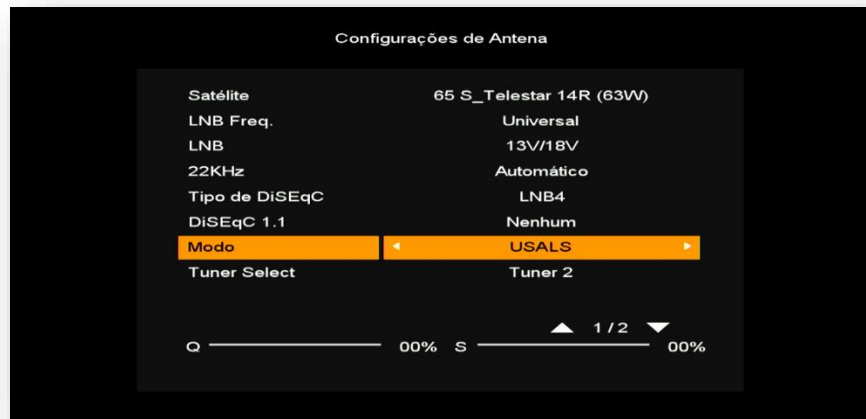 Configurações de Antena
Satélite 65 S_Telestar 14R (63W)
LNB Freq. Universal
LNB 13V/18V
22KHz Automático
Tipo de DiSEqC LNB4
DiSEqC 1.1 Nenhum
Modo USALS
Tuner Select Tuner 2
1/2
Q 00% S 00%